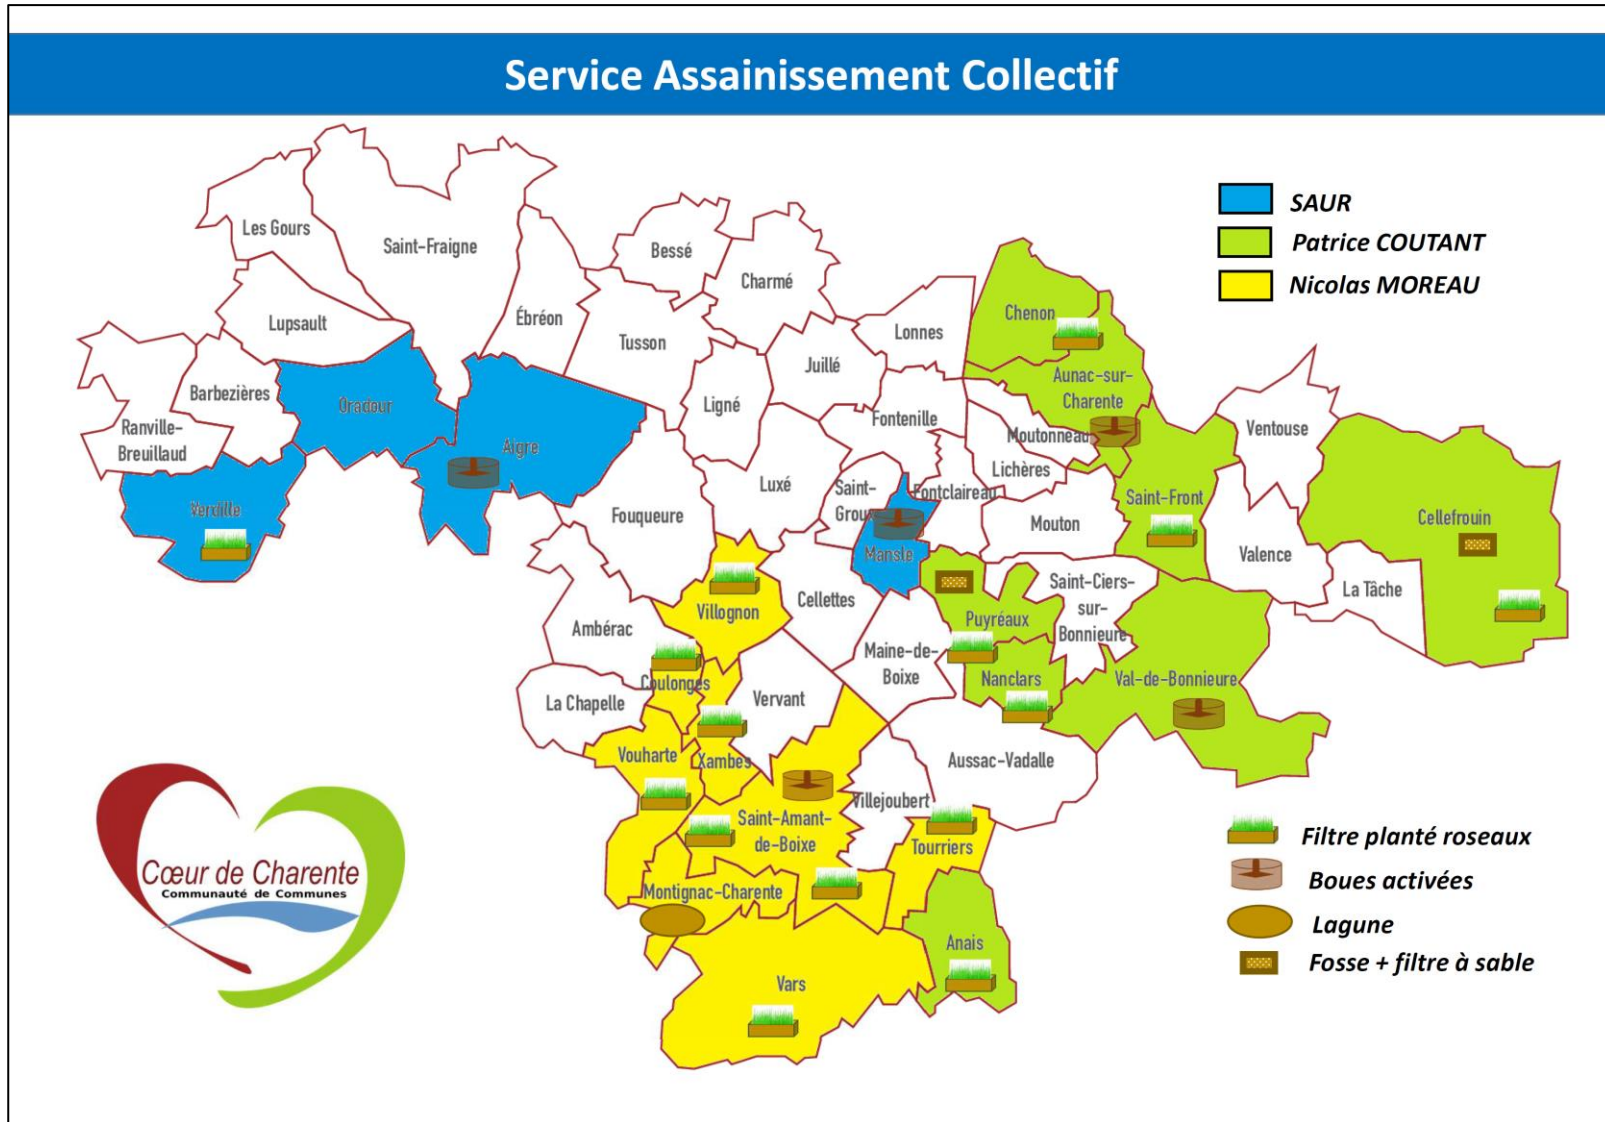 Service Assainissement Collectif
SAUR
Patrice COUTANT
Nicolas MOREAU
Les Gours
Saint-Fraigne
Bessé
Charmé
Lupsault
Ébréon
Tusson
Lonnes
Chenon
Juillé
Aunac-sur-
Charente
Barbezières
Oradour
Ligné
Fontenille
Ranville-
Breuillaud
Aigre
Moutonneau
Ventouse
Lichères
Luxé
Saint-
Groux
Fontclaireau
Saint-Front
Verdille
Fouqueure
Mouton
Cellefrouin
Mansle
Valence
La Tâche
Villognon
Cellettes
Saint-Ciers-
sur-
Bonnieure
Ambérac
Puyréaux
Maine-de-
Boixe
Coulonges
Nanclars
Val-de-Bonnieure
La Chapelle
Vervant
Vouharte
Xambes
Aussac-Vadalle
Villejoubert
Saint-Amant-
de-Boixe
Tourriers
Montignac-Charente
Anais
Vars
Cœur de Charente
Communauté de Communes
Filtre planté roseaux
Boues activées
Lagune
Fosse + filtre à sable